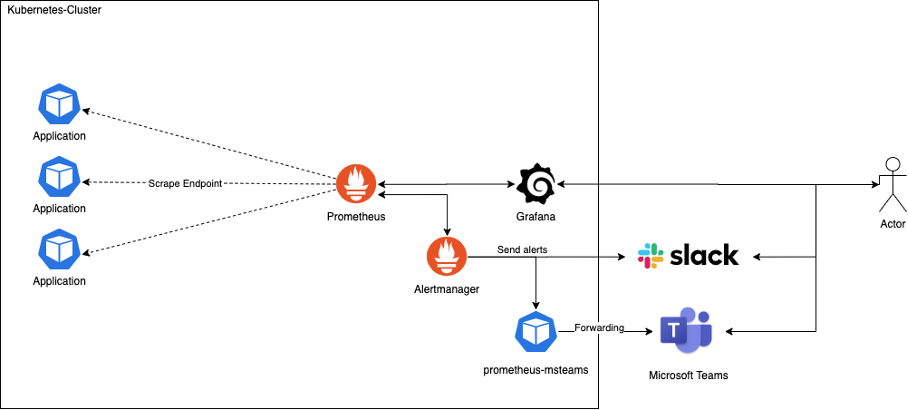 Kubernetes-Cluster
Application
Application
Scrape Endpoint
Prometheus
Grafana
Actor
Send alerts
slack
Application
Alertmanager
Forwarding
T
prometheus-msteams
Microsoft Teams